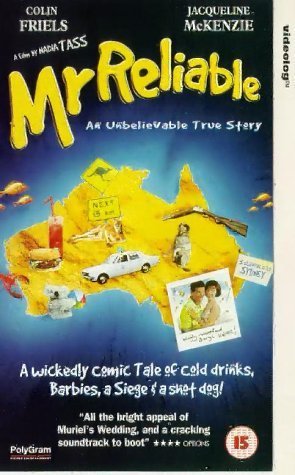 COLIN FRIELS
JACQUELINE McKENZIE
A Film By NADIA TASS
Mr Reliable
An Unbelievable True Story
NEXT
SYDNEY
A wickedly comic Tale of cold drinks,
Barbies, a Siege & a shot dog!
"All the bright appeal of
Muriel's Wedding, and a cracking
soundtrack to boot" ★★★★ OPTIONS
PolyGram
15
videolog